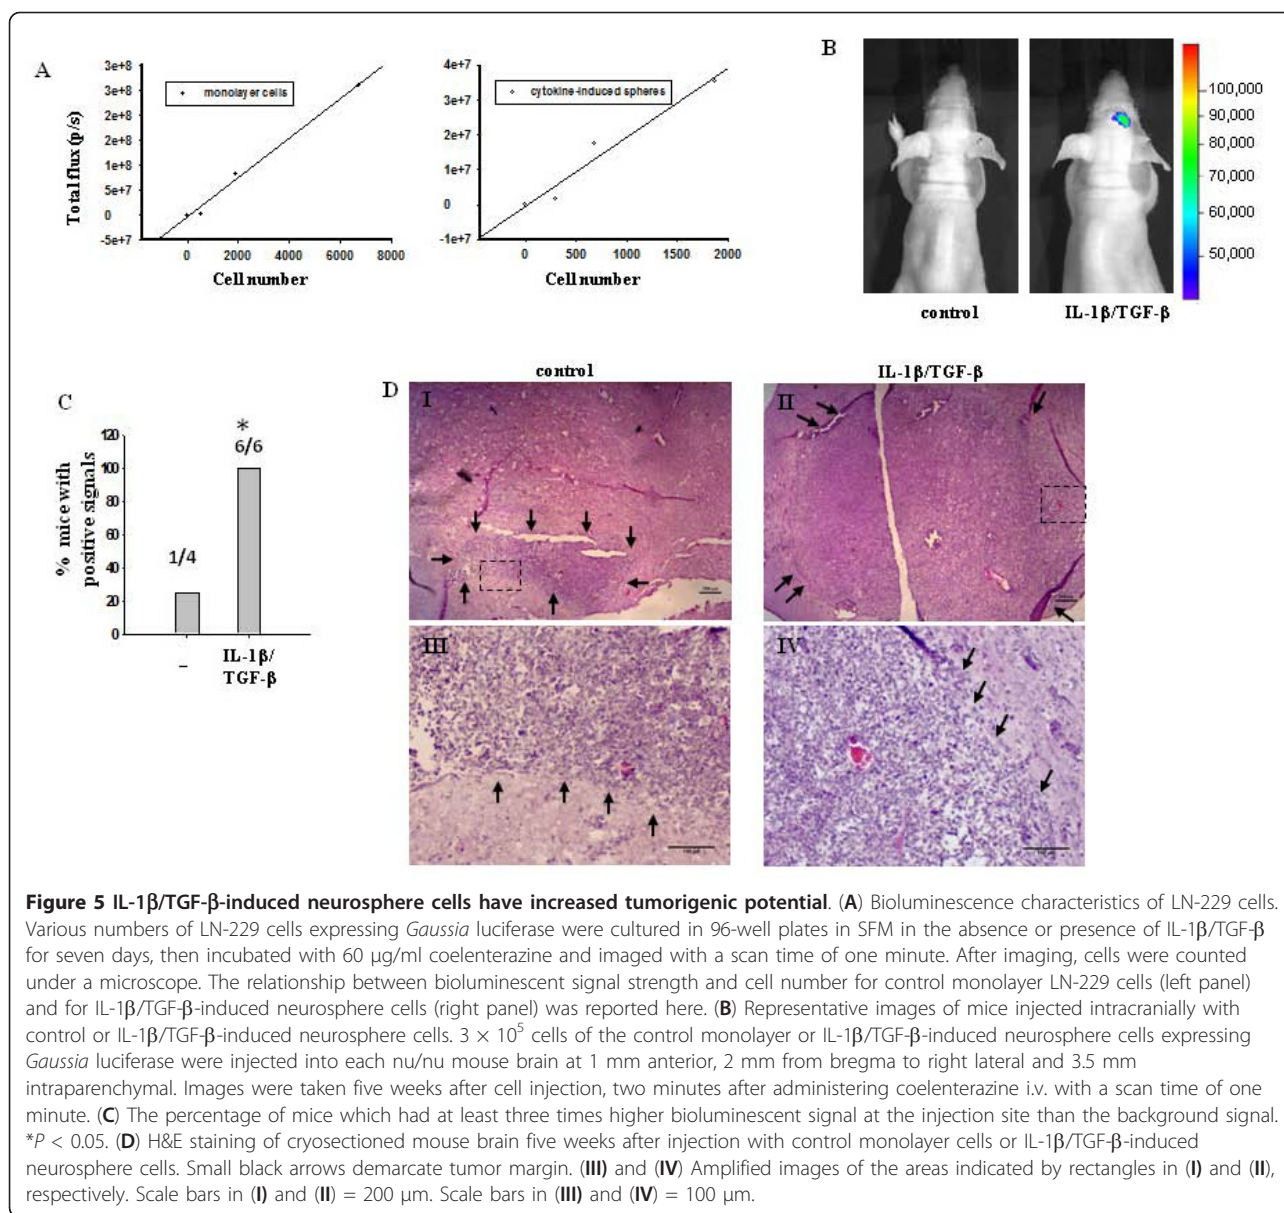 A
3e+8
3e+8
2e+8
2e+8
1e+8
1e+8
5e+7
0
-5e+7
Total flux (p/s)
monolayer cells
0 2000 4000 6000 8000
Cell number
4e+7
3e+7
2e+7
1e+7
0
-1e+7
cytokine-induced spheres
0 500 1000 1500 2000
Cell number
B
control
IL-1β/TGF-β
100,000
90,000
80,000
70,000
60,000
50,000
C
% mice with
positive signals
120
100
80
60
40
20
0
1/4
*
6/6
–
IL-1β/
TGF-β
D
control
IL-1β/TGF-β
I
II
III
IV
Figure 5 IL-1β/TGF-β-induced neurosphere cells have increased tumorigenic potential. (A) Bioluminescence characteristics of LN-229 cells.
Various numbers of LN-229 cells expressing Gaussia luciferase were cultured in 96-well plates in SFM in the absence or presence of IL-1β/TGF-β
for seven days, then incubated with 60 μg/ml coelenterazine and imaged with a scan time of one minute. After imaging, cells were counted
under a microscope. The relationship between bioluminescent signal strength and cell number for control monolayer LN-229 cells (left panel)
and for IL-1β/TGF-β-induced neurosphere cells (right panel) was reported here. (B) Representative images of mice injected intracranially with
control or IL-1β/TGF-β-induced neurosphere cells. 3 × 10⁵ cells of the control monolayer or IL-1β/TGF-β-induced neurosphere cells expressing
Gaussia luciferase were injected into each nu/nu mouse brain at 1 mm anterior, 2 mm from bregma to right lateral and 3.5 mm
intraparenchymal. Images were taken five weeks after cell injection, two minutes after administering coelenterazine i.v. with a scan time of one
minute. (C) The percentage of mice which had at least three times higher bioluminescent signal at the injection site than the background signal.
*P < 0.05. (D) H&E staining of cryosectioned mouse brain five weeks after injection with control monolayer cells or IL-1β/TGF-β-induced
neurosphere cells. Small black arrows demarcate tumor margin. (III) and (IV) Amplified images of the areas indicated by rectangles in (I) and (II),
respectively. Scale bars in (I) and (II) = 200 μm. Scale bars in (III) and (IV) = 100 μm.